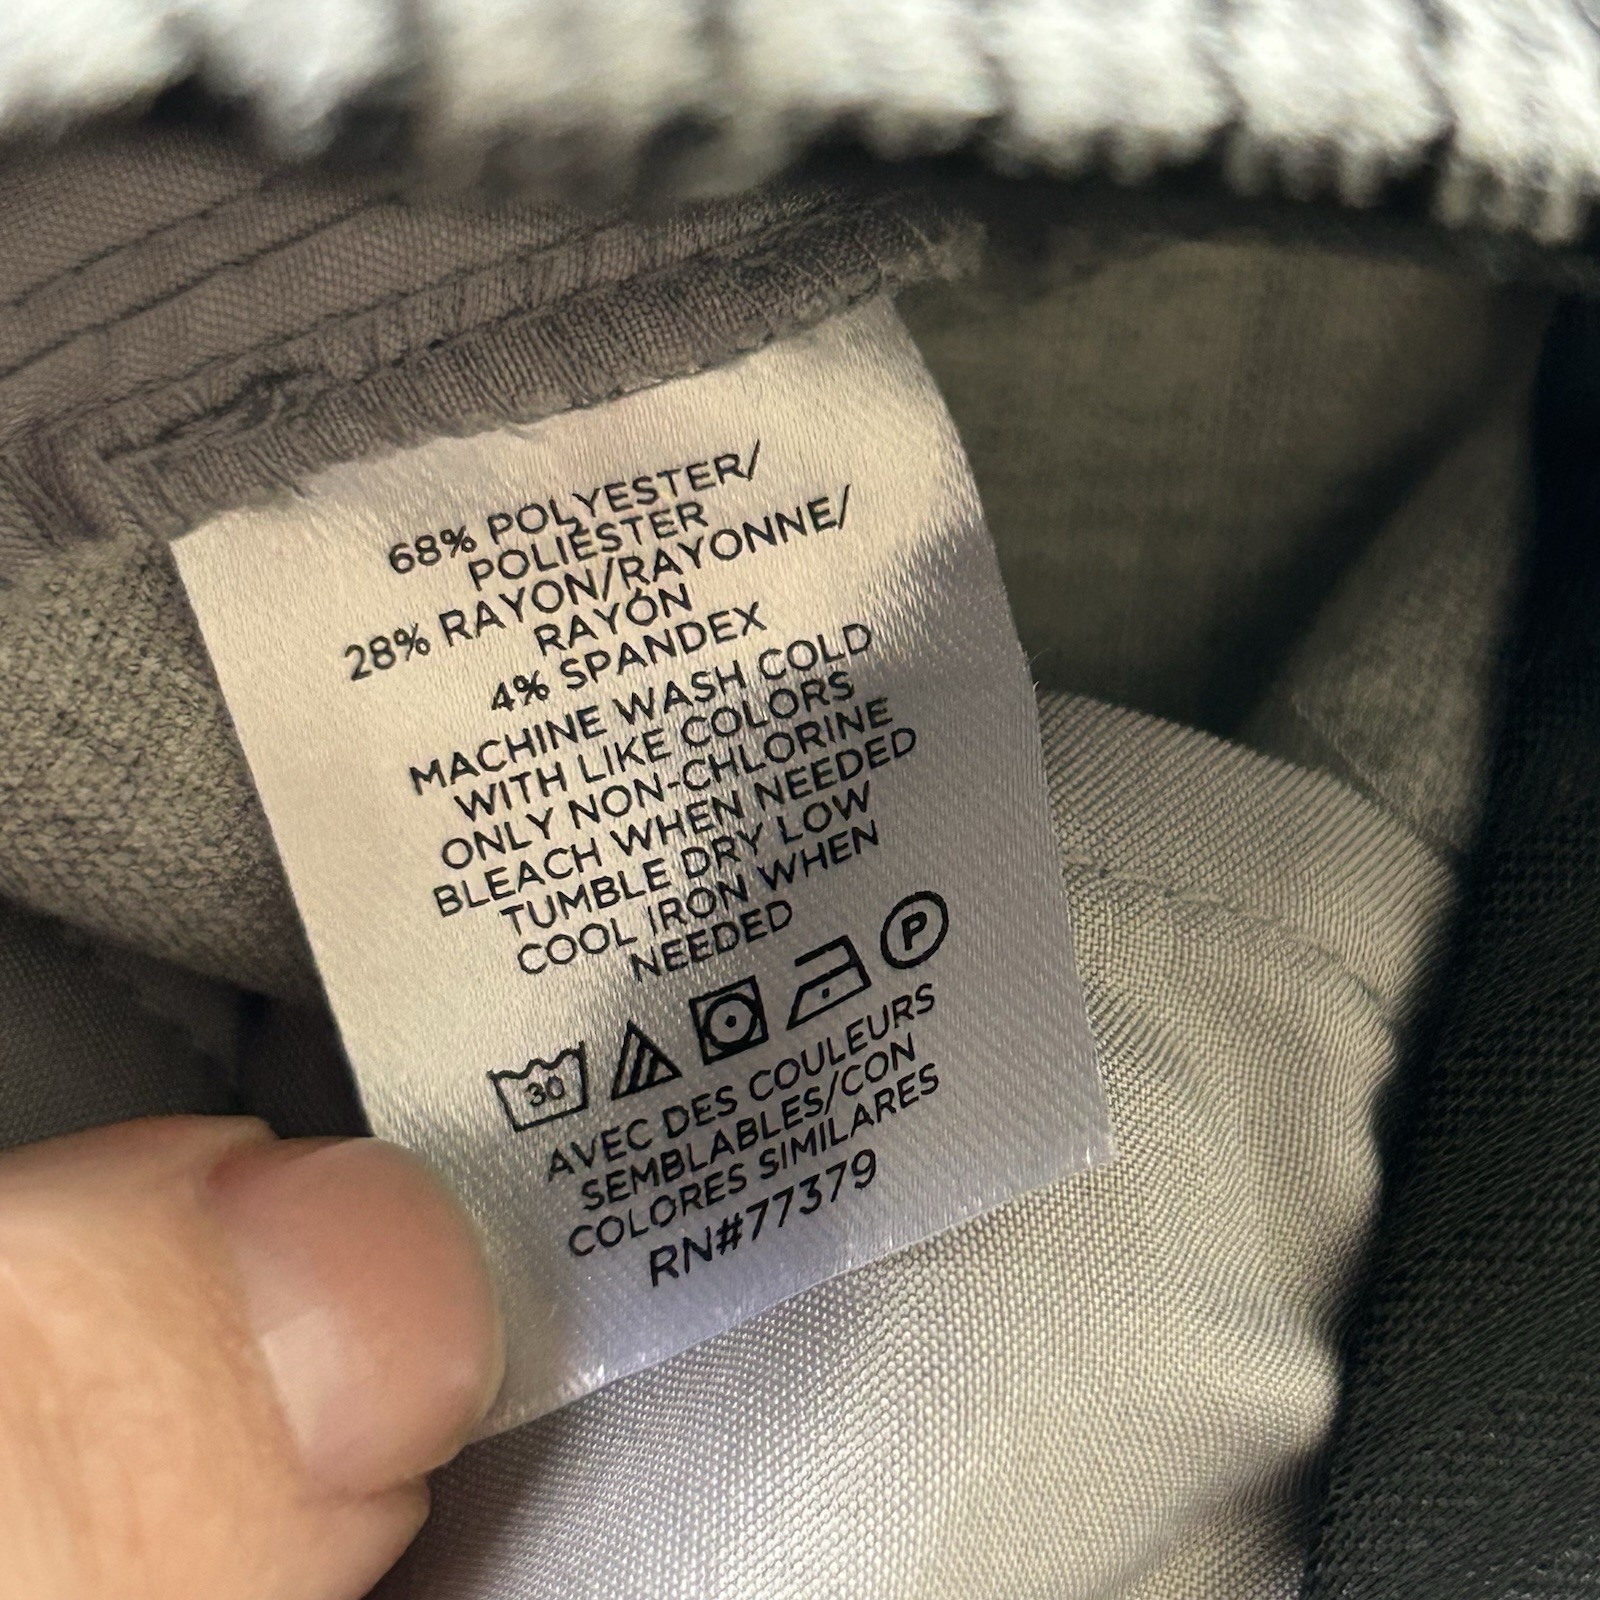 68% POLYESTER/
POLIÉSTER
28% RAYON/RAYONNE/
RAYÓN
4% SPANDEX
MACHINE WASH COLD
WITH LIKE COLORS
ONLY NON-CHLORINE
BLEACH WHEN NEEDED
TUMBLE DRY LOW
COOL IRON WHEN
NEEDED
30 P
AVEC DES COULEURS
SEMBLABLES/CON
COLORES SIMILARES
RN#77379